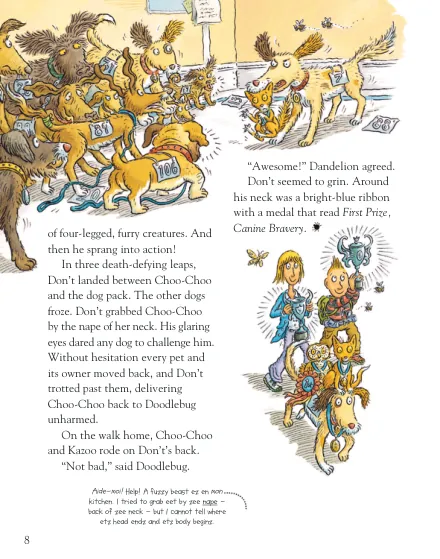 84
106
7
88
of four-legged, furry creatures. And
then he sprang into action!
In three death-defying leaps,
Don't landed between Choo-Choo
and the dog pack. The other dogs
froze. Don't grabbed Choo-Choo
by the nape of her neck. His glaring
eyes dared any dog to challenge him.
Without hesitation every pet and
its owner moved back, and Don't
trotted past them, delivering
Choo-Choo back to Doodlebug
unharmed.
On the walk home, Choo-Choo
and Kazoo rode on Don't's back.
“Not bad,” said Doodlebug.
“Awesome!” Dandelion agreed.
Don't seemed to grin. Around
his neck was a bright-blue ribbon
with a medal that read First Prize,
Canine Bravery.
Aide-moi! Help! A fuzzy beast ez en mon
kitchen. I tried to grab eet by zee nape –
back of zee neck – but I cannot tell where
ets head ends and ets body begins.
8